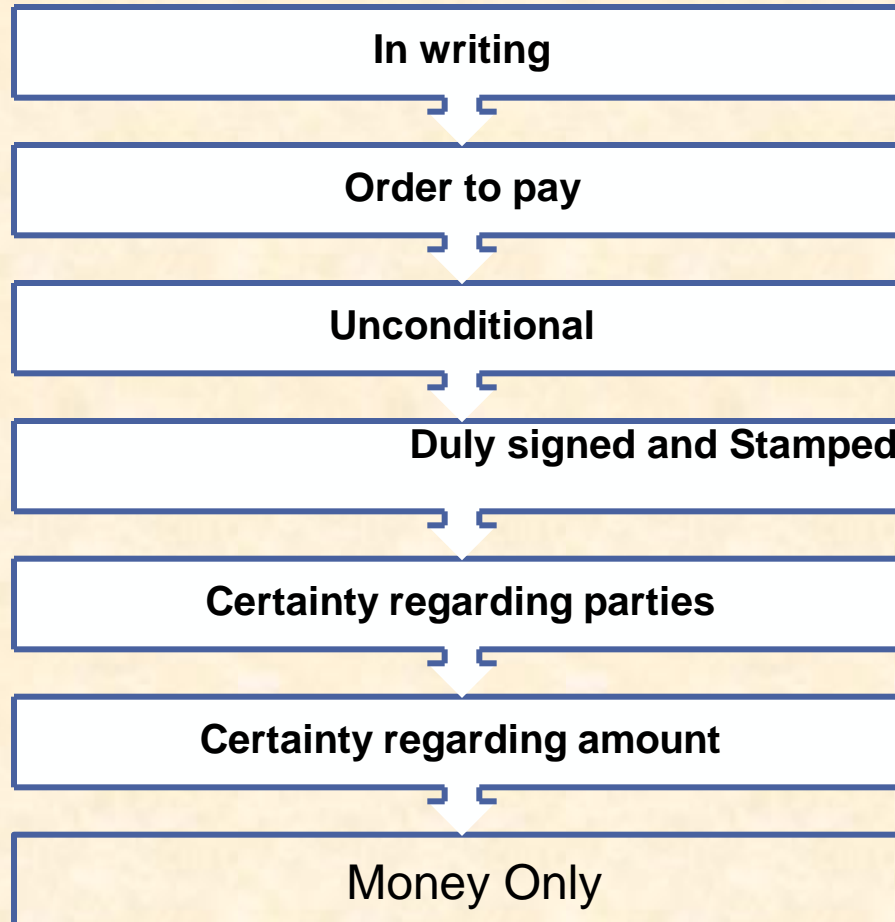 In writing
Order to pay
Unconditional
Duly signed and Stamped
Certainty regarding parties
Certainty regarding amount
Money Only